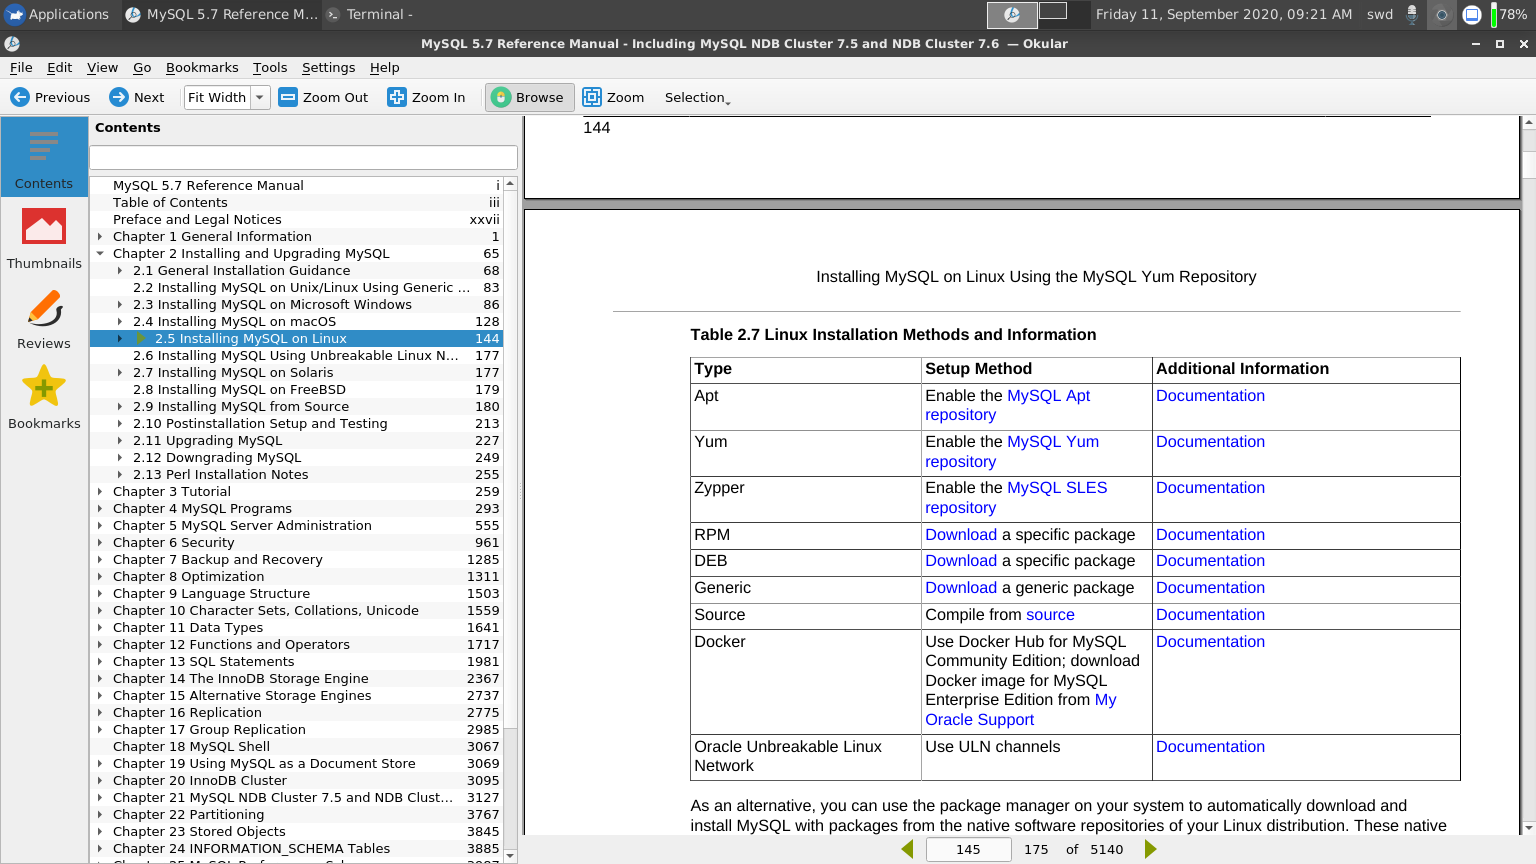 Applications
MySQL 5.7 Reference M...
Terminal -
Friday 11, September 2020, 09:21 AM
swd
78%
MySQL 5.7 Reference Manual - Including MySQL NDB Cluster 7.5 and NDB Cluster 7.6 — Okular
File Edit View Go Bookmarks Tools Settings Help
Previous Next Fit Width Zoom Out Zoom In Browse Zoom Selection
Contents
Thumbnails
Reviews
Bookmarks
Contents
MySQL 5.7 Reference Manual i
Table of Contents iii
Preface and Legal Notices xxvii
Chapter 1 General Information 1
Chapter 2 Installing and Upgrading MySQL 65
2.1 General Installation Guidance 68
2.2 Installing MySQL on Unix/Linux Using Generic ... 83
2.3 Installing MySQL on Microsoft Windows 86
2.4 Installing MySQL on macOS 128
2.5 Installing MySQL on Linux 144
2.6 Installing MySQL Using Unbreakable Linux N... 177
2.7 Installing MySQL on Solaris 177
2.8 Installing MySQL on FreeBSD 179
2.9 Installing MySQL from Source 180
2.10 Postinstallation Setup and Testing 213
2.11 Upgrading MySQL 227
2.12 Downgrading MySQL 249
2.13 Perl Installation Notes 255
Chapter 3 Tutorial 259
Chapter 4 MySQL Programs 293
Chapter 5 MySQL Server Administration 555
Chapter 6 Security 961
Chapter 7 Backup and Recovery 1285
Chapter 8 Optimization 1311
Chapter 9 Language Structure 1503
Chapter 10 Character Sets, Collations, Unicode 1559
Chapter 11 Data Types 1641
Chapter 12 Functions and Operators 1717
Chapter 13 SQL Statements 1981
Chapter 14 The InnoDB Storage Engine 2367
Chapter 15 Alternative Storage Engines 2737
Chapter 16 Replication 2775
Chapter 17 Group Replication 2985
Chapter 18 MySQL Shell 3067
Chapter 19 Using MySQL as a Document Store 3069
Chapter 20 InnoDB Cluster 3095
Chapter 21 MySQL NDB Cluster 7.5 and NDB Clust... 3127
Chapter 22 Partitioning 3767
Chapter 23 Stored Objects 3845
Chapter 24 INFORMATION_SCHEMA Tables 3885
144
Installing MySQL on Linux Using the MySQL Yum Repository
Table 2.7 Linux Installation Methods and Information
Type Setup Method Additional Information
Apt Enable the MySQL Apt Documentation
repository
Yum Enable the MySQL Yum Documentation
repository
Zypper Enable the MySQL SLES Documentation
repository
RPM Download a specific package Documentation
DEB Download a specific package Documentation
Generic Download a generic package Documentation
Source Compile from source Documentation
Docker Use Docker Hub for MySQL Documentation
Community Edition; download
Docker image for MySQL
Enterprise Edition from My
Oracle Support
Oracle Unbreakable Linux Use ULN channels Documentation
Network
As an alternative, you can use the package manager on your system to automatically download and
install MySQL with packages from the native software repositories of your Linux distribution. These native
145 175 of 5140